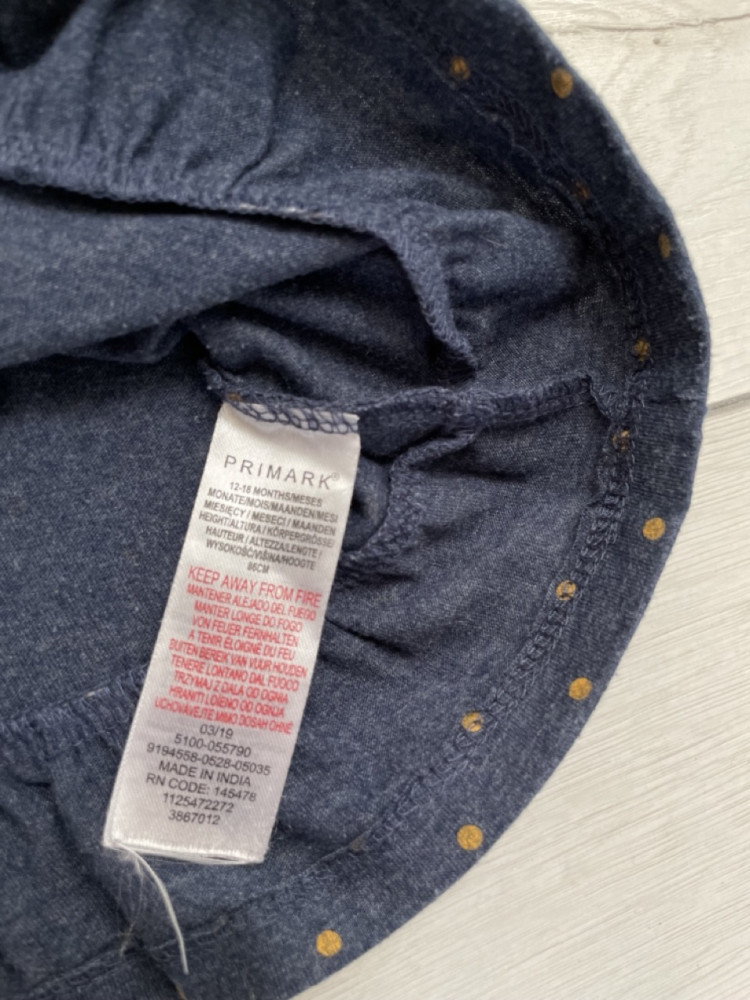 PRIMARK®
12-18 MONTHS/MESES
MONATE/MOIS/MAANDEN/MESI
MIESIĘCY / MESECI / MAANDEN
HEIGHT/ALTURA / KÖRPERGRÖSSE/
HAUTEUR / ALTEZZA/LENGTE /
WYSOKOŚĆ/VIŠINA/HOOGTE
86CM
KEEP AWAY FROM FIRE
MANTENER ALEJADO DEL FUEGO
MANTER LONGE DO FOGO
VON FEUER FERNHALTEN
A TENIR ÉLOIGNÉ DU FEU
BUITEN BEREIK VAN VUUR HOUDEN
TENERE LONTANO DAL FUOCO
TRZYMAJ Z DALA OD OGNIA
HRANITI LOČENO OD OGNJA
UCHOVÁVEJTE MIMO DOSAH OHNĚ
03/19
5100-055790
9194558-0528-05035
MADE IN INDIA
RN CODE: 145478
1125472272
3867012